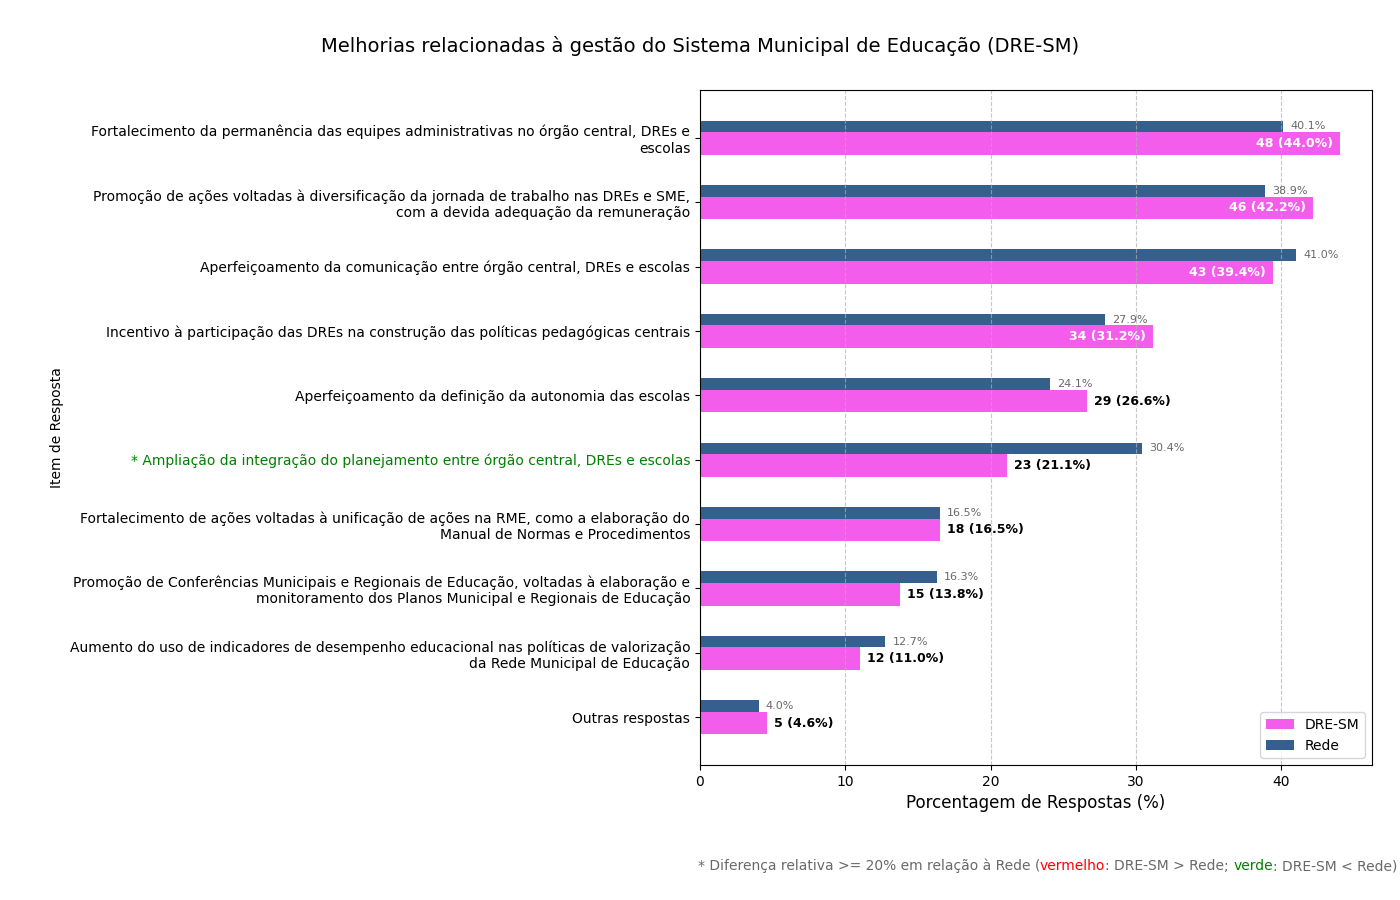 Melhorias relacionadas à gestão do Sistema Municipal de Educação (DRE-SM)
Item de Resposta
Fortalecimento da permanência das equipes administrativas no órgão central, DREs e
escolas
40.1%
48 (44.0%)
Promoção de ações voltadas à diversificação da jornada de trabalho nas DREs e SME,
com a devida adequação da remuneração
38.9%
46 (42.2%)
Aperfeiçoamento da comunicação entre órgão central, DREs e escolas
41.0%
43 (39.4%)
Incentivo à participação das DREs na construção das políticas pedagógicas centrais
27.9%
34 (31.2%)
Aperfeiçoamento da definição da autonomia das escolas
24.1%
29 (26.6%)
* Ampliação da integração do planejamento entre órgão central, DREs e escolas
30.4%
23 (21.1%)
Fortalecimento de ações voltadas à unificação de ações na RME, como a elaboração do
Manual de Normas e Procedimentos
16.5%
18 (16.5%)
Promoção de Conferências Municipais e Regionais de Educação, voltadas à elaboração e
monitoramento dos Planos Municipal e Regionais de Educação
16.3%
15 (13.8%)
Aumento do uso de indicadores de desempenho educacional nas políticas de valorização
da Rede Municipal de Educação
12.7%
12 (11.0%)
Outras respostas
4.0%
5 (4.6%)
DRE-SM
Rede
0 10 20 30 40
Porcentagem de Respostas (%)
* Diferença relativa >= 20% em relação à Rede (vermelho: DRE-SM > Rede; verde: DRE-SM < Rede)